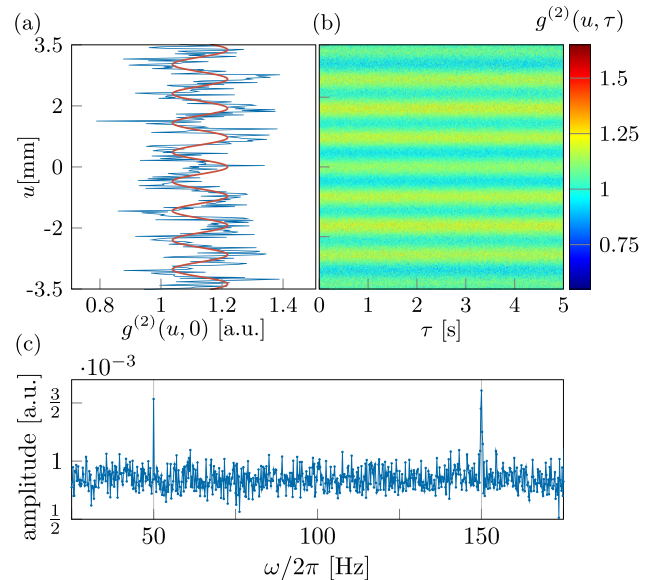 (a)
(b)
g^{(2)}(u, τ)
3.5
2
0
-2
-3.5
u[mm]
0.8
1
1.2
1.4
g^{(2)}(u, 0) [a.u.]
0
1
2
3
4
5
τ [s]
1.5
1.25
1
0.75
(c)
·10^{-3}
3/2
1
1/2
amplitude [a.u.]
50
100
150
ω/2π [Hz]